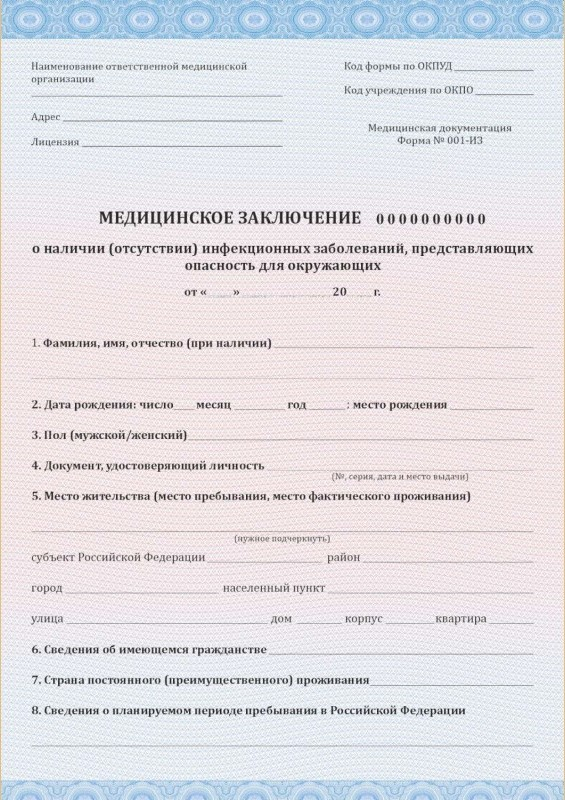 Наименование ответственной медицинской
организации
Код формы по ОКПУД
Код учреждения по ОКПО
Адрес
Лицензия
Медицинская документация
Форма № 001-ИЗ
МЕДИЦИНСКОЕ ЗАКЛЮЧЕНИЕ 0000000000
о наличии (отсутствии) инфекционных заболеваний, представляющих
опасность для окружающих
от « » 20 г.
1. Фамилия, имя, отчество (при наличии)
2. Дата рождения: число месяц год : место рождения
3. Пол (мужской/женский)
4. Документ, удостоверяющий личность
(№, серия, дата и место выдачи)
5. Место жительства (место пребывания, место фактического проживания)
(нужное подчеркнуть)
субъект Российской Федерации район
город населенный пункт
улица дом корпус квартира
6. Сведения об имеющемся гражданстве
7. Страна постоянного (преимущественного) проживания
8. Сведения о планируемом периоде пребывания в Российской Федерации